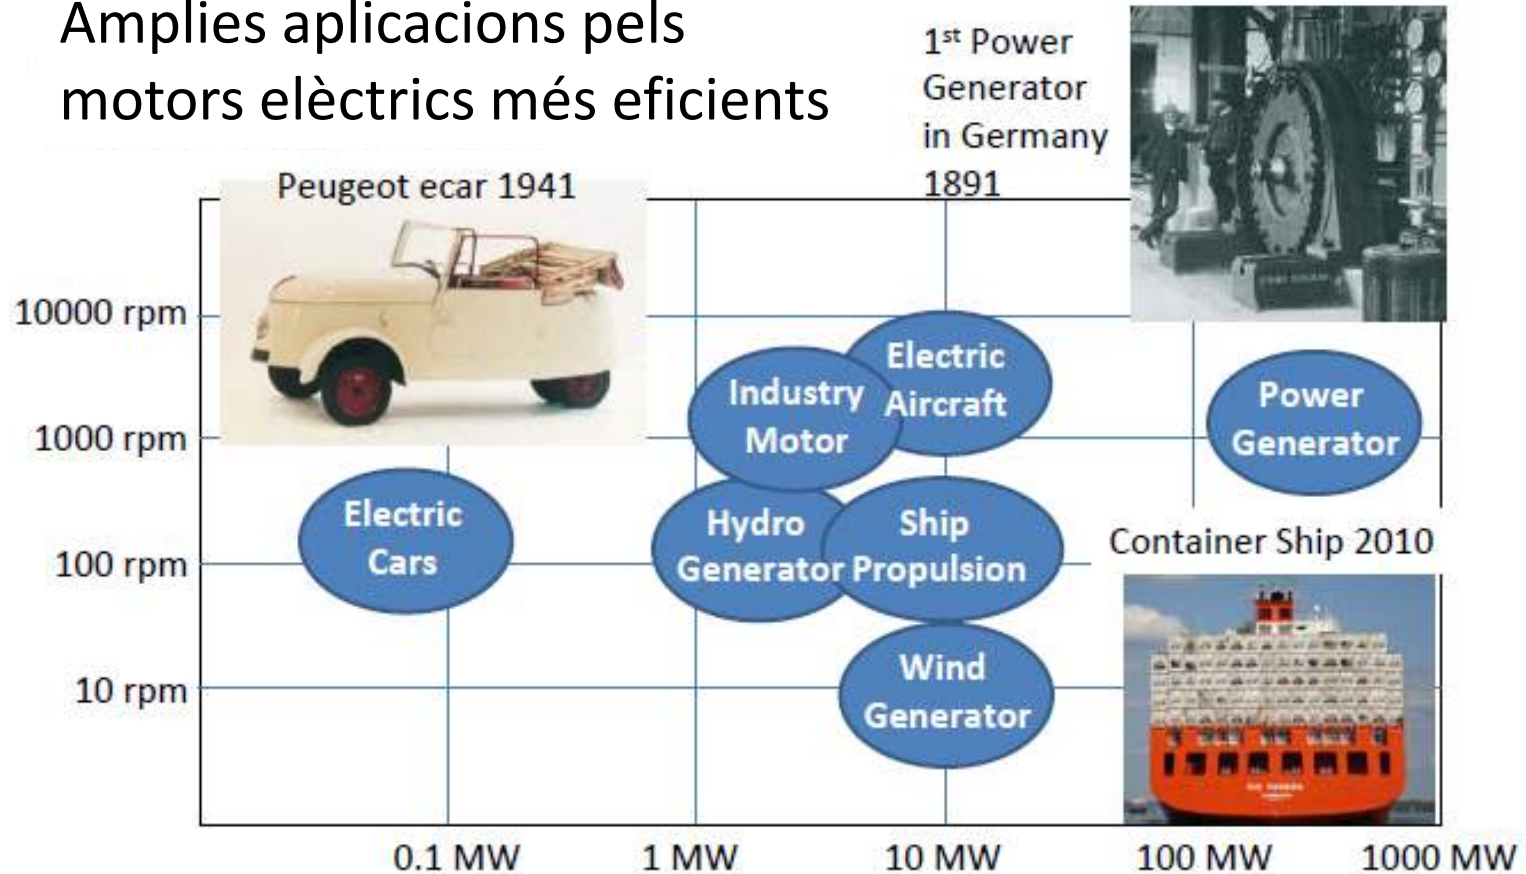 Amplies aplicacions pels
motors elèctrics més eficients
1st Power
Generator
in Germany
1891
Peugeot ecar 1941
10000 rpm
1000 rpm
100 rpm
10 rpm
Electric
Aircraft
Industry
Motor
Power
Generator
Electric
Cars
Hydro
Generator
Ship
Propulsion
Container Ship 2010
Wind
Generator
0.1 MW
1 MW
10 MW
100 MW
1000 MW